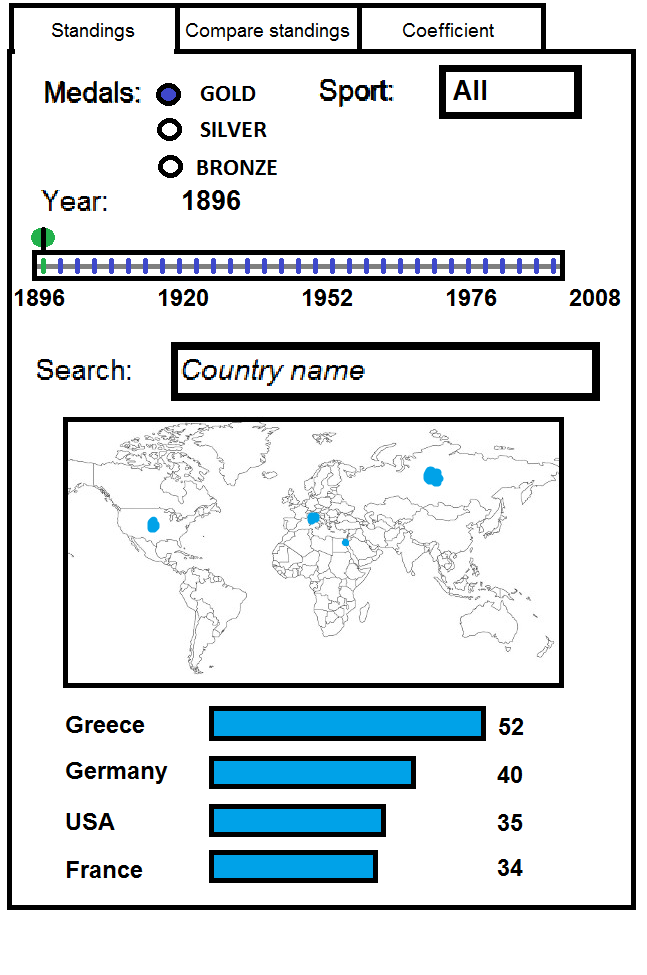 Standings Compare standings Coefficient
Medals: GOLD Sport: All
SILVER
BRONZE
Year: 1896
1896 1920 1952 1976 2008
Search: Country name
Greece 52
Germany 40
USA 35
France 34